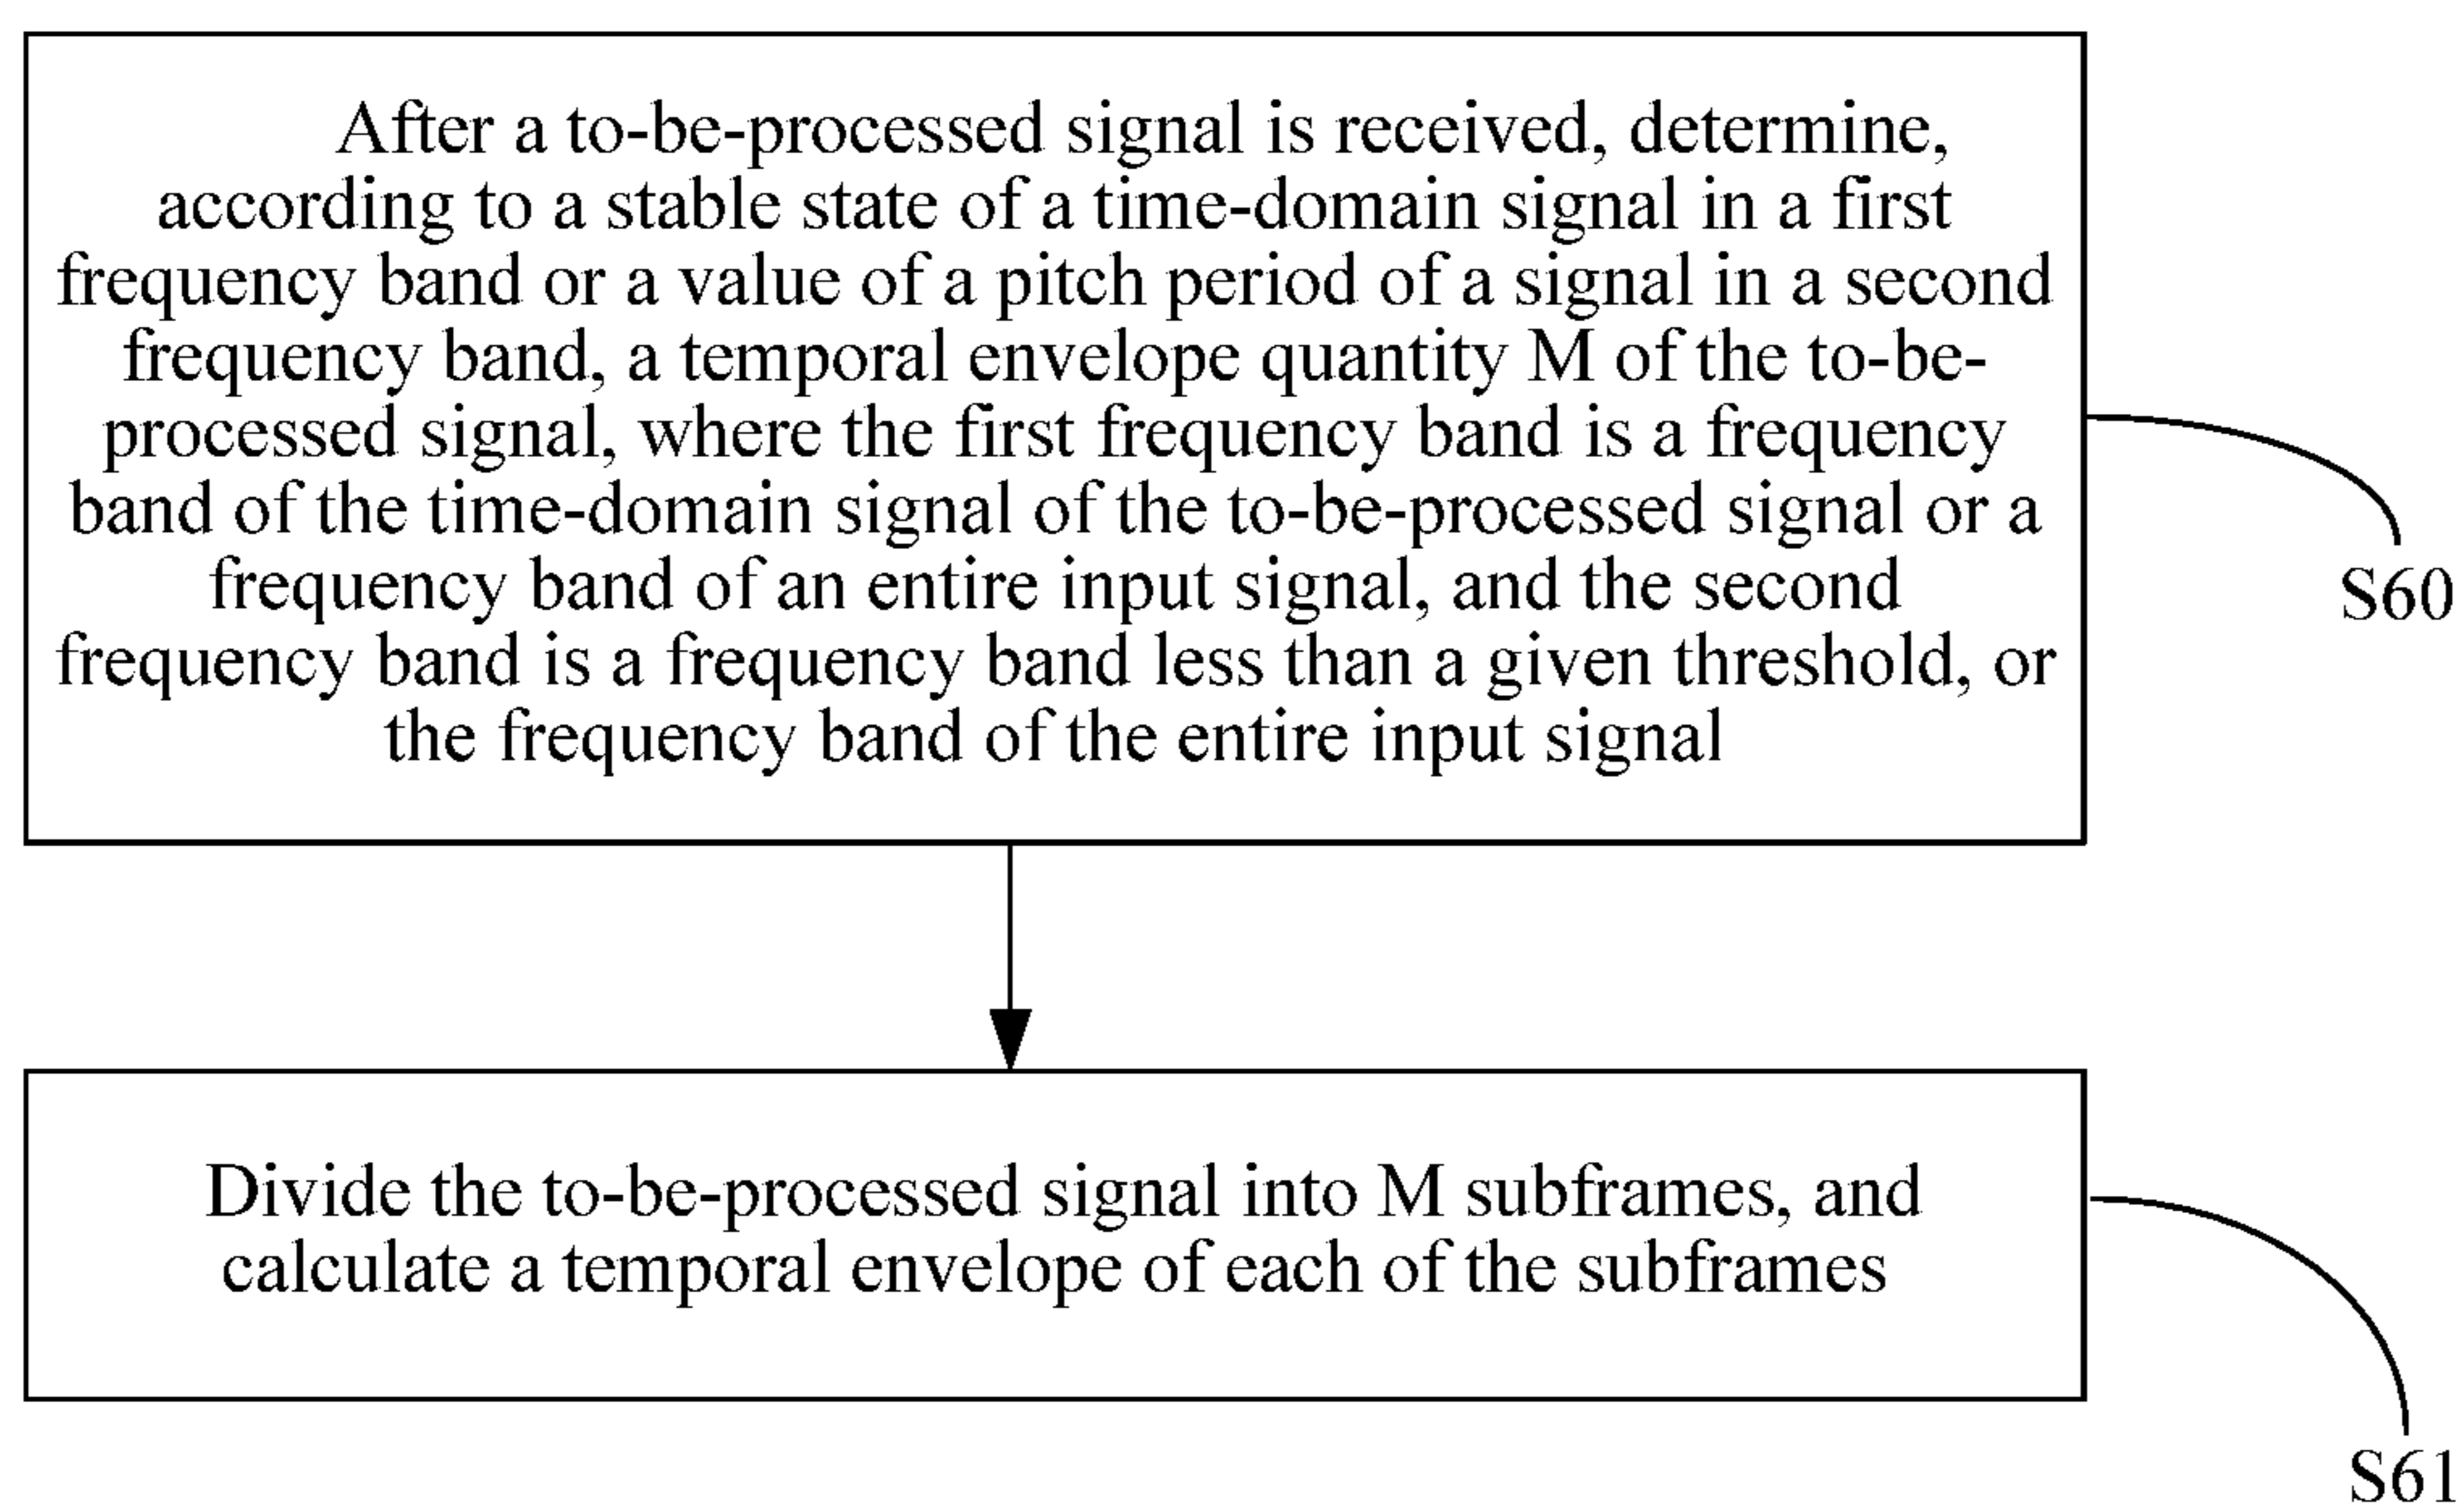 After a to-be-processed signal is received, determine,
according to a stable state of a time-domain signal in a first
frequency band or a value of a pitch period of a signal in a second
frequency band, a temporal envelope quantity M of the to-be-
processed signal, where the first frequency band is a frequency
band of the time-domain signal of the to-be-processed signal or a
frequency band of an entire input signal, and the second
frequency band is a frequency band less than a given threshold, or
the frequency band of the entire input signal
S60
Divide the to-be-processed signal into M subframes, and
calculate a temporal envelope of each of the subframes
S61